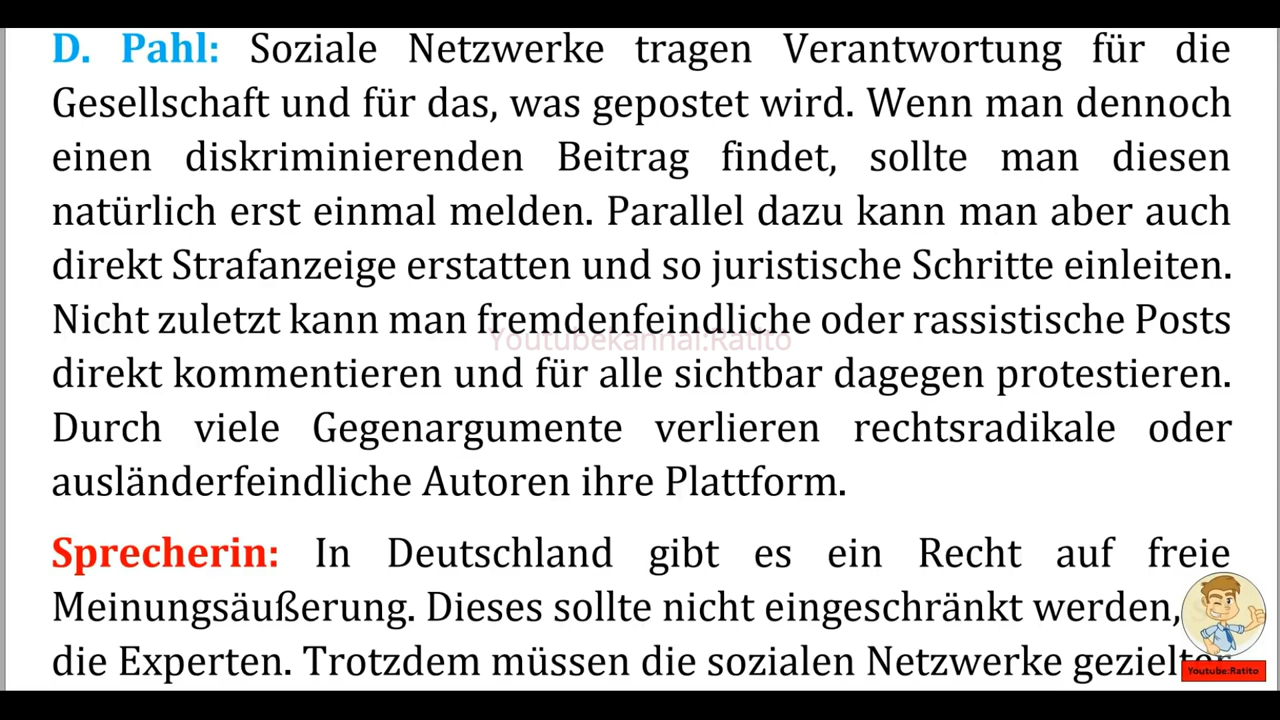 D. Pahl: Soziale Netzwerke tragen Verantwortung für die
Gesellschaft und für das, was gepostet wird. Wenn man dennoch
einen diskriminierenden Beitrag findet, sollte man diesen
natürlich erst einmal melden. Parallel dazu kann man aber auch
direkt Strafanzeige erstatten und so juristische Schritte einleiten.
Nicht zuletzt kann man fremdenfeindliche oder rassistische Posts
Youtubekannal:Ratito
direkt kommentieren und für alle sichtbar dagegen protestieren.
Durch viele Gegenargumente verlieren rechtsradikale oder
ausländerfeindliche Autoren ihre Plattform.
Sprecherin: In Deutschland gibt es ein Recht auf freie
Meinungsäußerung. Dieses sollte nicht eingeschränkt werden,
die Experten. Trotzdem müssen die sozialen Netzwerke gezielter
Youtube:Ratito